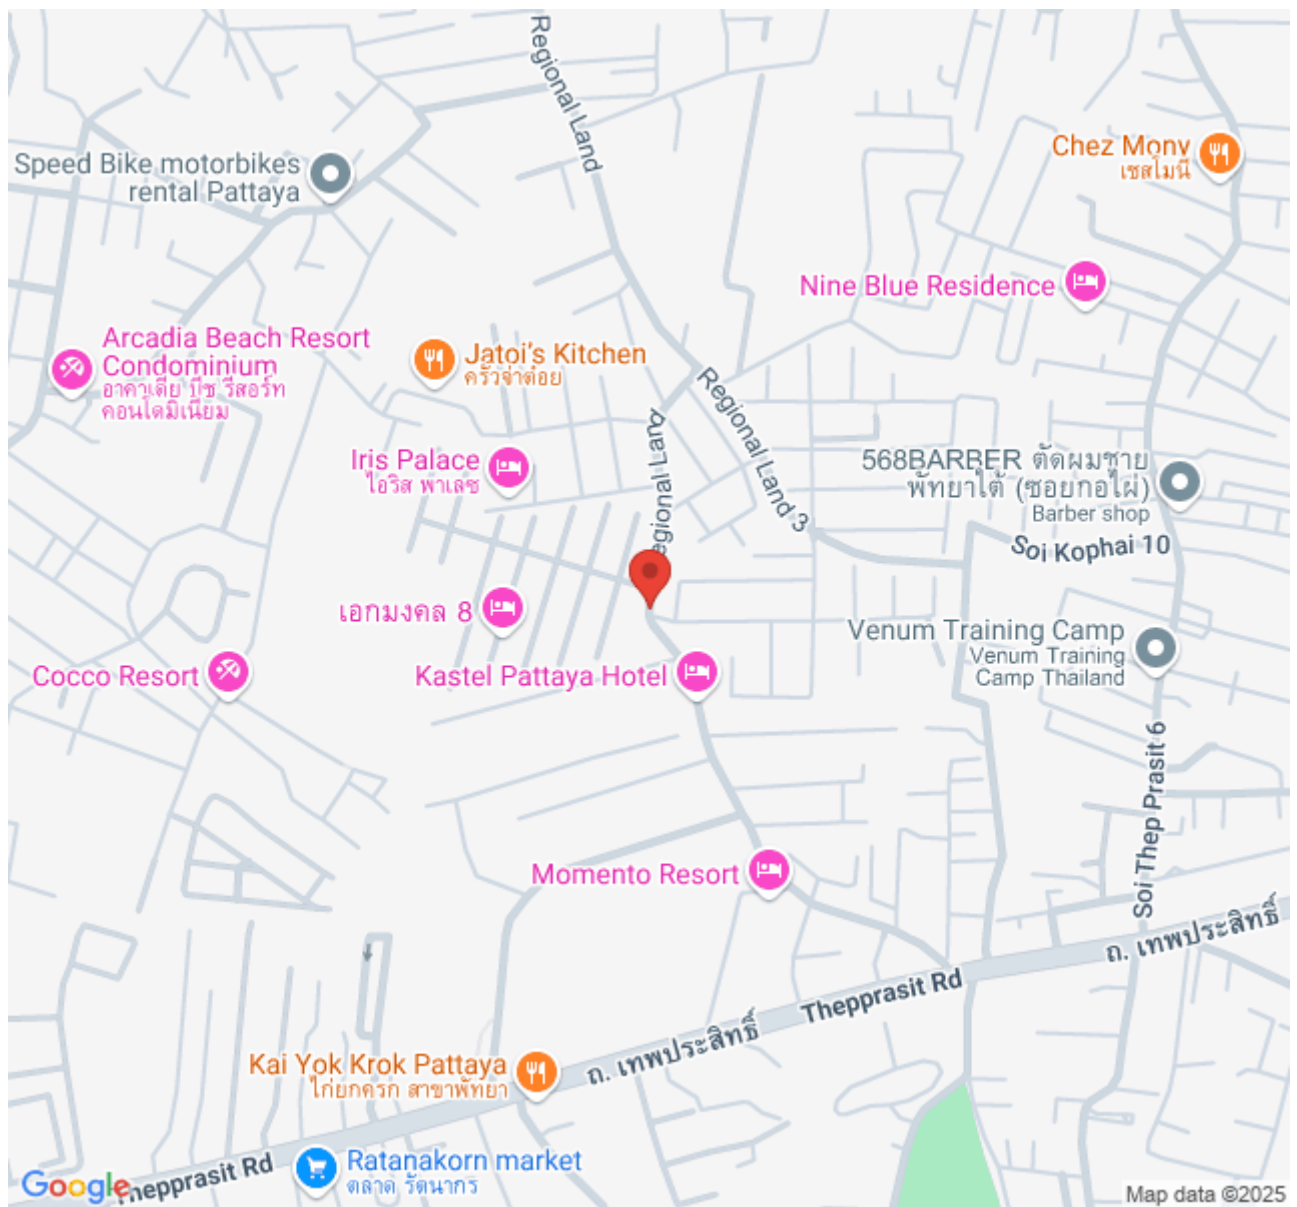 Regional Land
Speed Bike motorbikes
rental Pattaya
Chez Mony
เชสโมนี
Nine Blue Residence
Arcadia Beach Resort
Condominium
อาคาเดีย บีช รีสอร์ท
คอนโดมิเนียม
Jatoi's Kitchen
ครัวจ่าต๋อย
Regional Land 3
Regional Land
Iris Palace
ไอริส พาเลซ
568BARBER ตัดผมชาย
พัทยาใต้ (ซอยกอไผ่)
Barber shop
Soi Kophai 10
เอกมงคล 8
Venum Training Camp
Venum Training
Camp Thailand
Cocco Resort
Kastel Pattaya Hotel
Soi Thep Prasit 6
Momento Resort
ถ. เทพประสิทธิ์
Thepprasit Rd
ถ. เทพประสิทธิ์
Kai Yok Krok Pattaya
ไก่ยกครก สาขาพัทยา
Ratanakorn market
ตลาด รัตนากร
Thepprasit Rd
Google
Map data ©2025